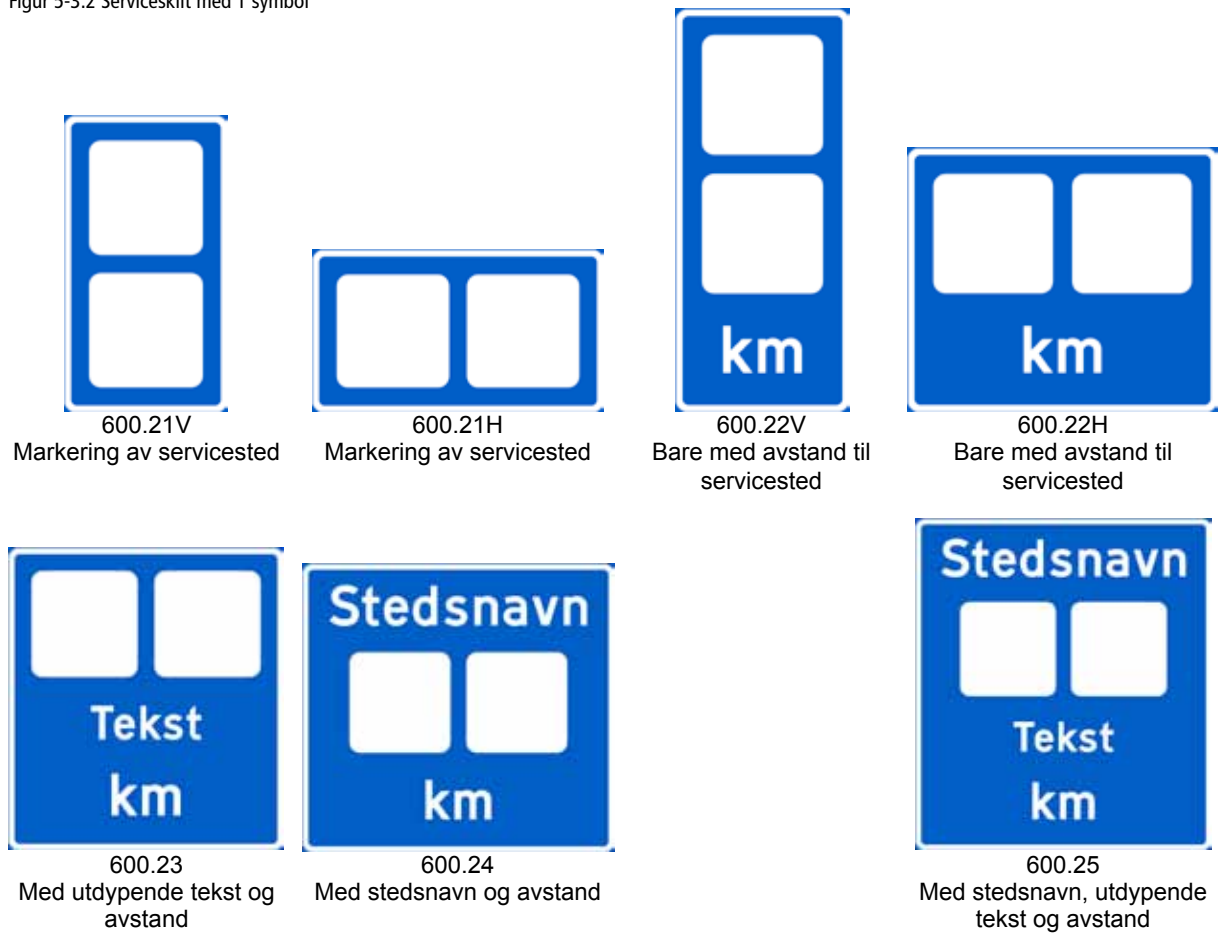 Figur 5-3.2 Serviceskilt med 1 symbol
km
km
600.21V
Markering av servicested
600.21H
Markering av servicested
600.22V
Bare med avstand til
servicested
600.22H
Bare med avstand til
servicested
Tekst
km
Stedsnavn
km
Stedsnavn
Tekst
km
600.23
Med utdypende tekst og
avstand
600.24
Med stedsnavn og avstand
600.25
Med stedsnavn, utdypende
tekst og avstand